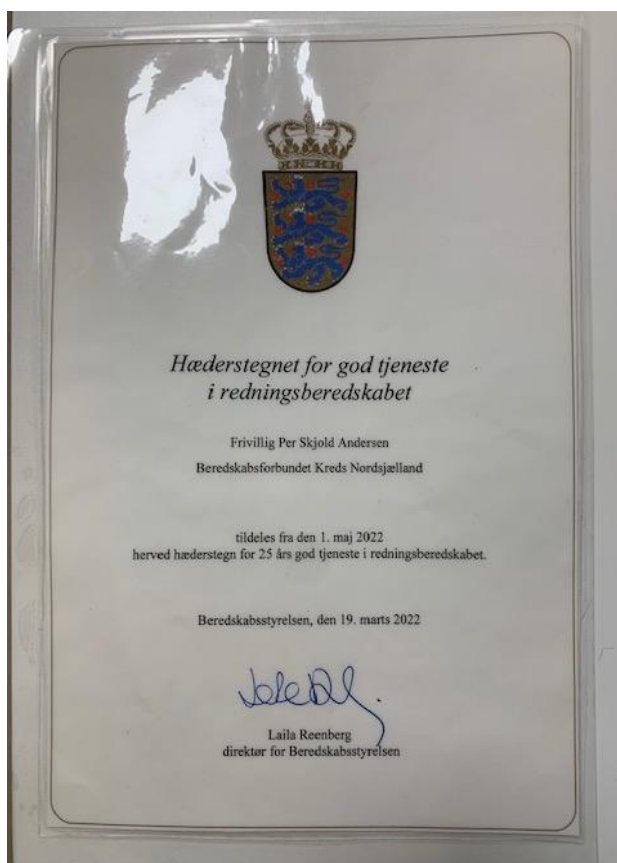 Hæderstegnet for god tjeneste
i redningsberedskabet
Frivillig Per Skjold Andersen
Beredskabsforbundet Kreds Nordsjælland
tildeles fra den 1. maj 2022
herved hæderstegn for 25 års god tjeneste i redningsberedskabet.
Beredskabsstyrelsen, den 19. marts 2022
Laila Reenberg
direktør for Beredskabsstyrelsen